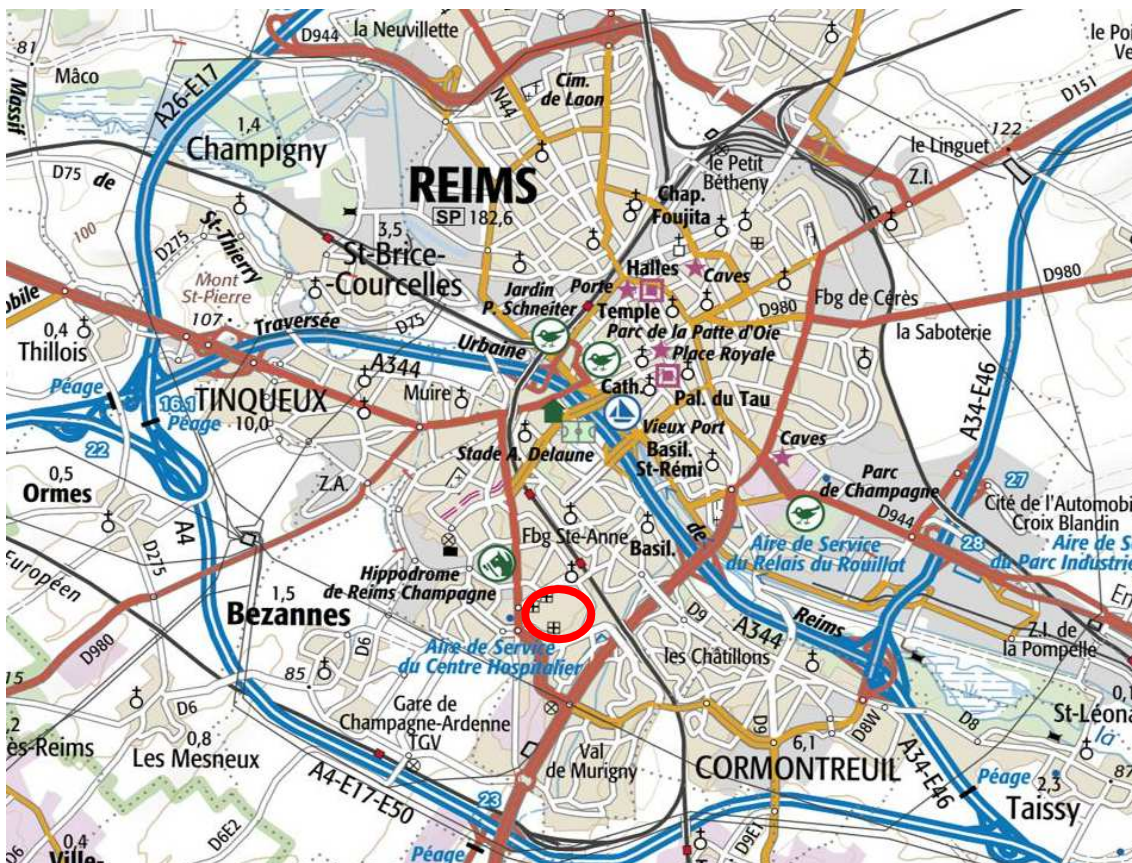 D944
la Neuvillette
le Poi
Ve
81
Mâco
Massif
A26-E17
N44
Cim.
de Laon
D151
122
1,4
Champigny
le Linguet
le Petit
Bétheny
Z.I.
D75
de
REIMS
SP 182,6
Chap.
Foujita
100
D275
St-Thierry
3,5
St-Brice-
-Courcelles
Halles
Caves
D980
Mont
St-Pierre
107
Jardin
P. Schneiter
Porte
Temple
D980
Fbg de Cérès
obile
la Saboterie
0,4
Thillois
Traversée
D75
Urbaine
Parc de la Patte d'Oie
Place Royale
Péage
A344
16.1
TINQUEUX
Muire
Cath.
Pal. du Tau
A34-E46
Péage
10,0
22
Vieux Port
Stade A. Delaune
Basil.
St-Rémi
Caves
0,5
Ormes
Z.A.
Parc
de Champagne
27
Cité de l'Automobi
Croix Blandin
D944
A4
D275
Fbg Ste-Anne
Basil.
de
Aire de Service
du Relais du Rouillat
28
Aire de S
du Parc Industrie
Européen
Hippodrome
de Reims Champagne
1,5
Bezannes
D9
A344
Reims
Err
D980
D6
Aire de Service
du Centre Hospitalier
les Châtillons
Z.I. de
la Pompelle
15
85
0,1
D6
Gare de
Champagne-Ardenne
TGV
D9
D8W
D8
St-Léona
là
,2
ès-Reims
0,8
Les Mesneux
Val
de Murigny
6,1
CORMONTREUIL
A34-E46
87
A4-E17-E50
23
Péage
2,3
Taissy
0,4
Ville-
D6
D6E2
Péage
D9E1